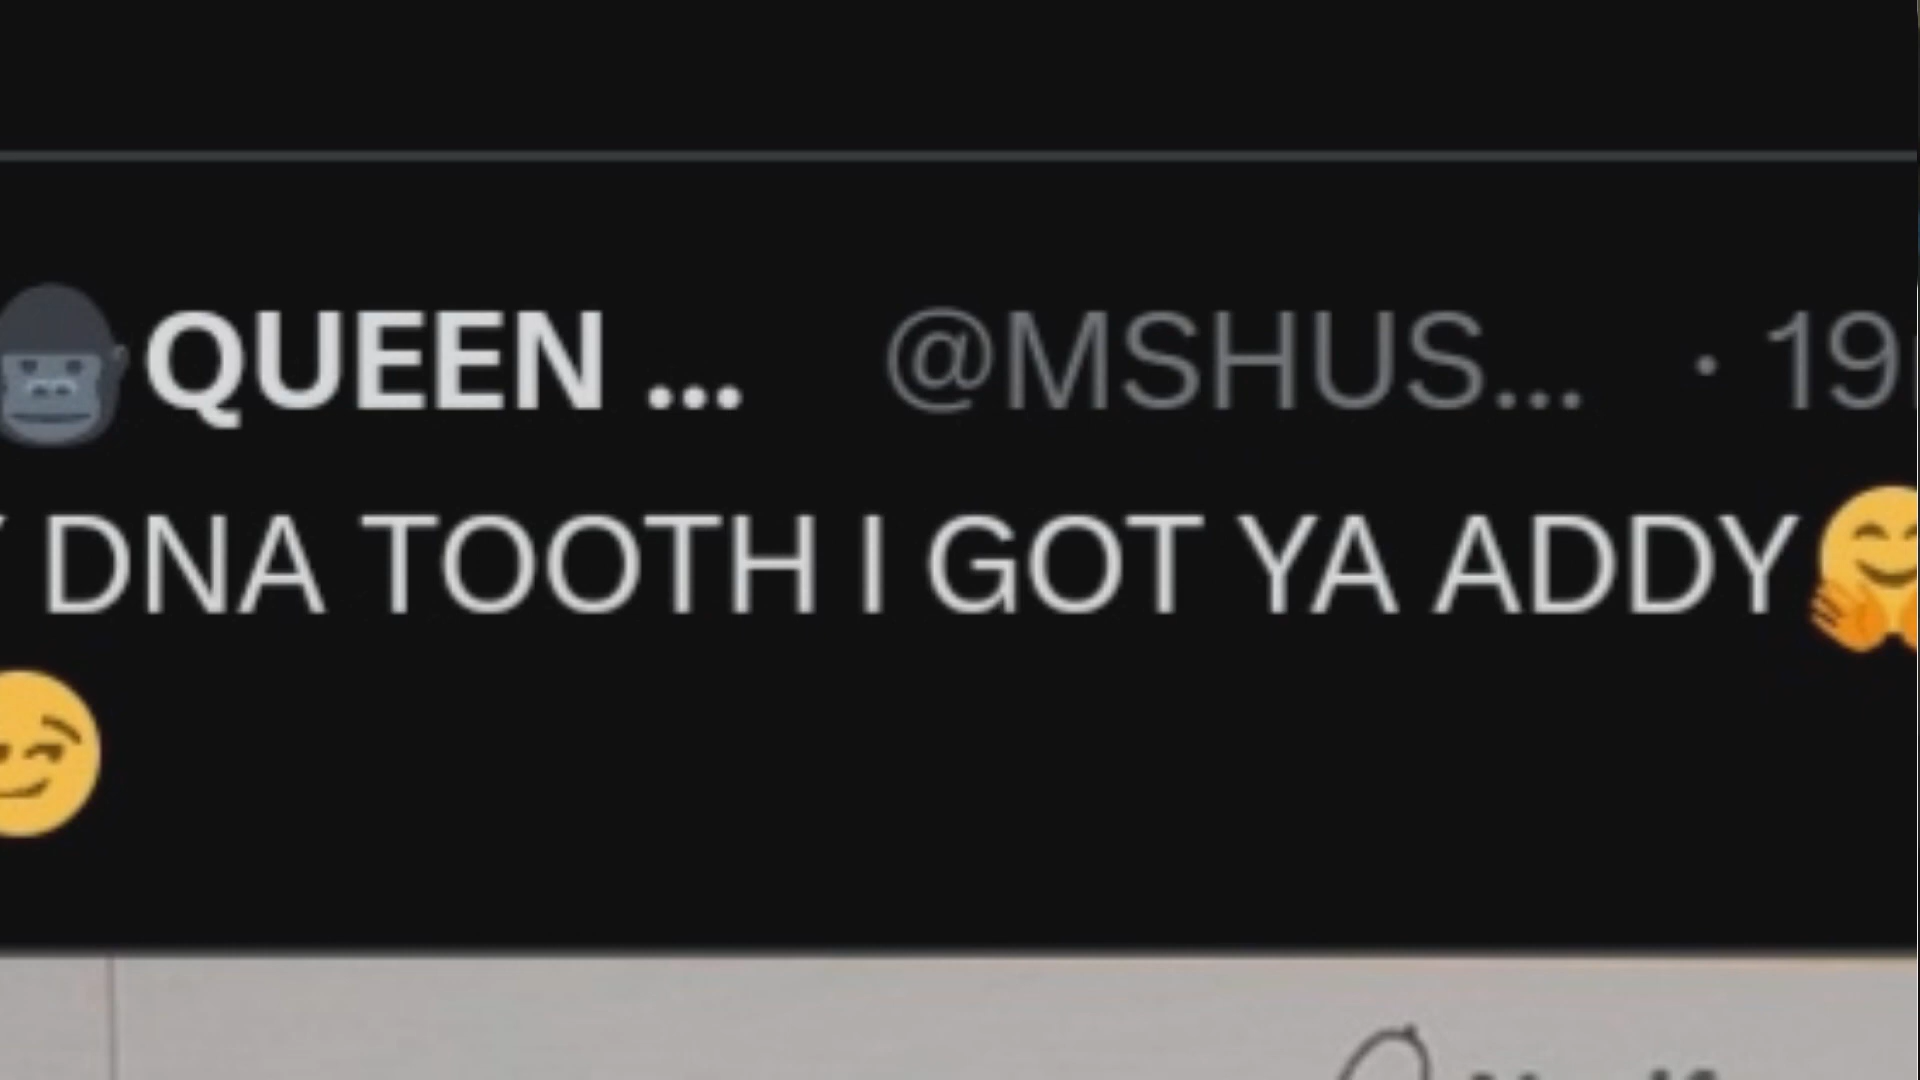 🦍QUEEN ... @MSHUS... · 19
DNA TOOTH I GOT YA ADDY🤗
😏